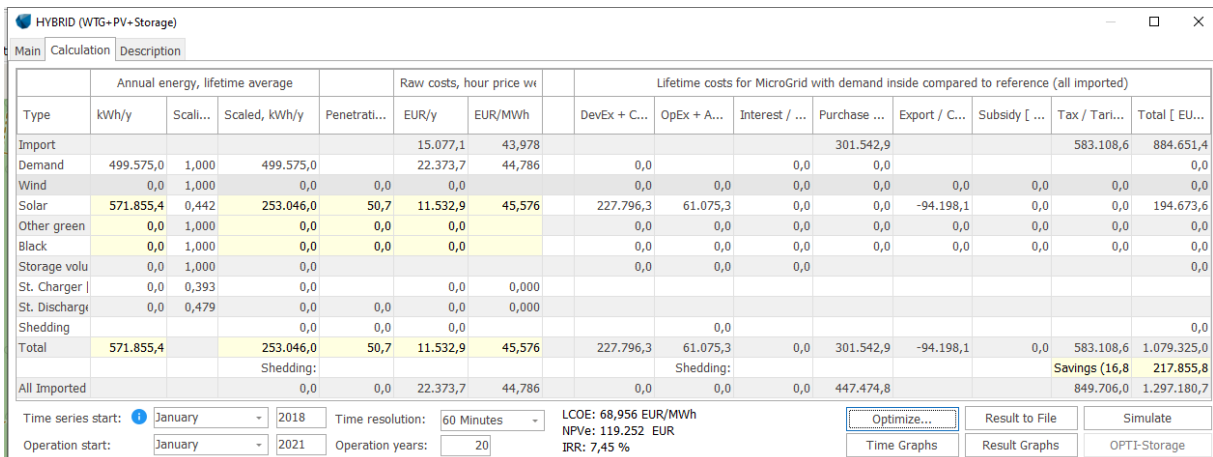 HYBRID (WTG+PV+Storage)
Main Calculation Description
Annual energy, lifetime average Raw costs, hour price we Lifetime costs for MicroGrid with demand inside compared to reference (all imported)
Type kWh/y Scali... Scaled, kWh/y Penetrati... EUR/y EUR/MWh DevEx + C... OpEx + A... Interest / ... Purchase ... Export / C... Subsidy [ ... Tax / Tari... Total [ EU...
Import 15.077,1 43,978 301.542,9 583.108,6 884.651,4
Demand 499.575,0 1,000 499.575,0 22.373,7 44,786 0,0 0,0 0,0 0,0
Wind 0,0 1,000 0,0 0,0 0,0 0,0 0,0 0,0 0,0 0,0 0,0 0,0 0,0
Solar 571.855,4 0,442 253.046,0 50,7 11.532,9 45,576 227.796,3 61.075,3 0,0 0,0 -94.198,1 0,0 0,0 194.673,6
Other green 0,0 1,000 0,0 0,0 0,0 0,0 0,0 0,0 0,0 0,0 0,0 0,0 0,0
Black 0,0 1,000 0,0 0,0 0,0 0,0 0,0 0,0 0,0 0,0 0,0 0,0 0,0
Storage volu 0,0 1,000 0,0 0,0 0,0 0,0 0,0
St. Charger [ 0,0 0,393 0,0 0,0 0,000
St. Discharge 0,0 0,479 0,0 0,0 0,0 0,000
Shedding 0,0 0,0 0,0 0,0 0,0
Total 571.855,4 253.046,0 50,7 11.532,9 45,576 227.796,3 61.075,3 0,0 301.542,9 -94.198,1 0,0 583.108,6 1.079.325,0
Shedding: Shedding: Savings (16,8 217.855,8
All Imported 0,0 0,0 22.373,7 44,786 0,0 0,0 0,0 447.474,8 849.706,0 1.297.180,7
Time series start: i January 2018 Time resolution: 60 Minutes LCOE: 68,956 EUR/MWh Optimize... Result to File Simulate
NPVe: 119.252 EUR
Operation start: January 2021 Operation years: 20 IRR: 7,45 % Time Graphs Result Graphs OPTI-Storage